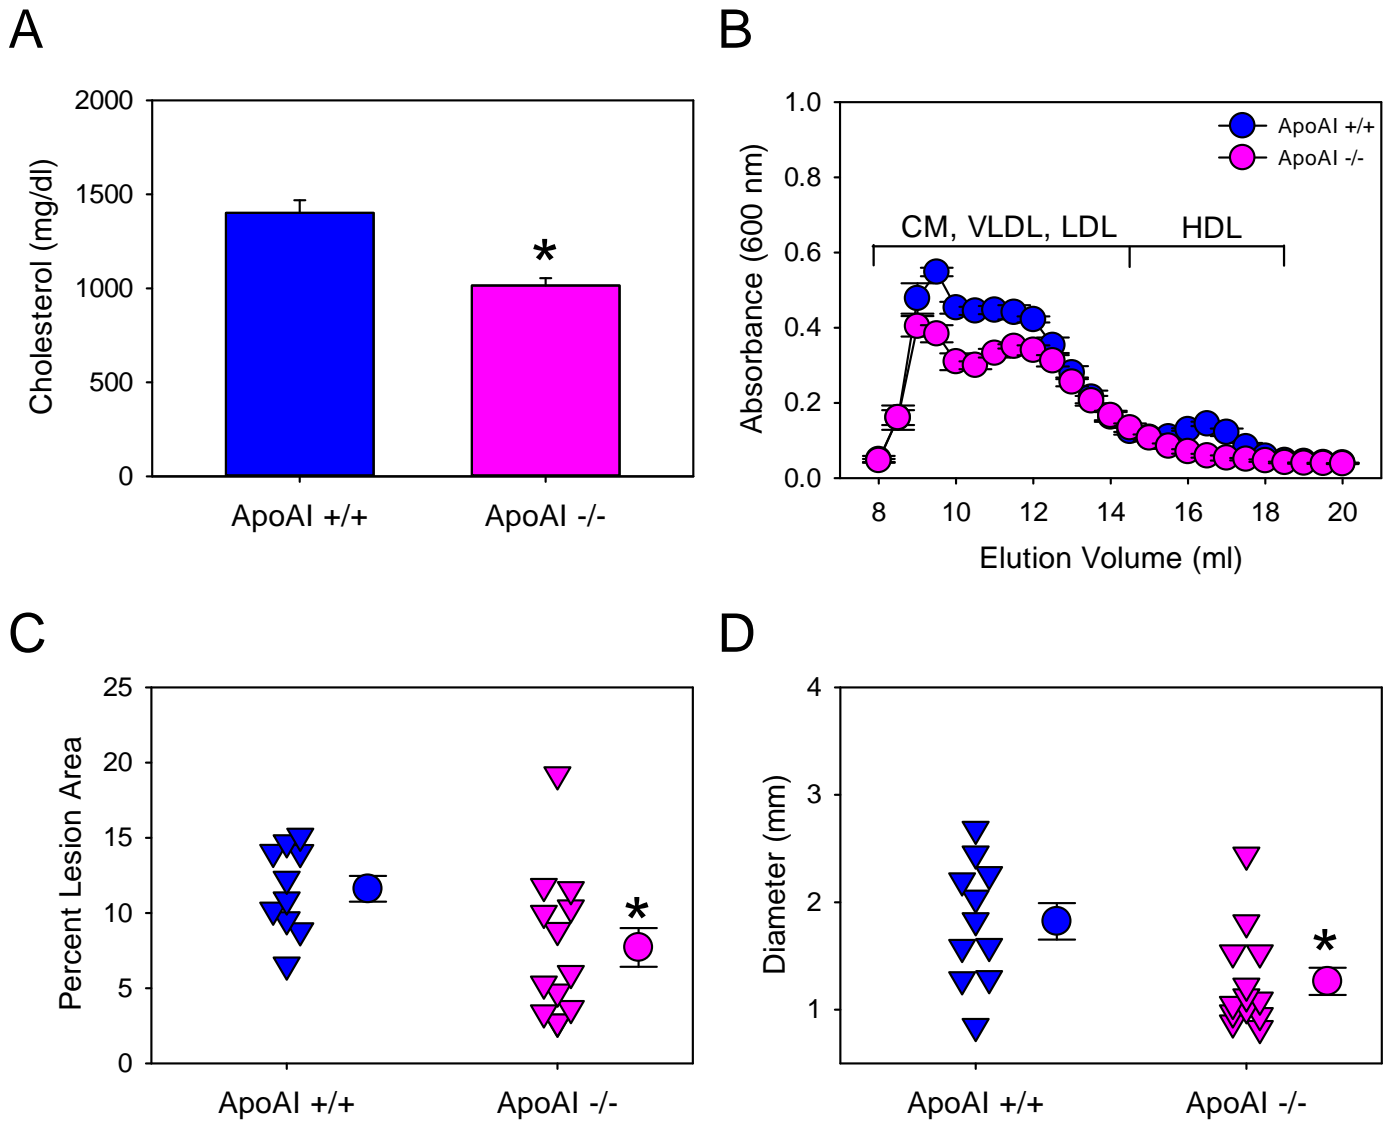 A
Cholesterol (mg/dl)
2000
1500
1000
500
0
*
ApoAI +/+
ApoAI -/-
B
Absorbance (600 nm)
1.0
0.8
0.6
0.4
0.2
0.0
ApoAI +/+
ApoAI -/-
CM, VLDL, LDL
HDL
8 10 12 14 16 18 20
Elution Volume (ml)
C
Percent Lesion Area
25
20
15
10
5
0
*
ApoAI +/+
ApoAI -/-
D
Diameter (mm)
4
3
2
1
*
ApoAI +/+
ApoAI -/-